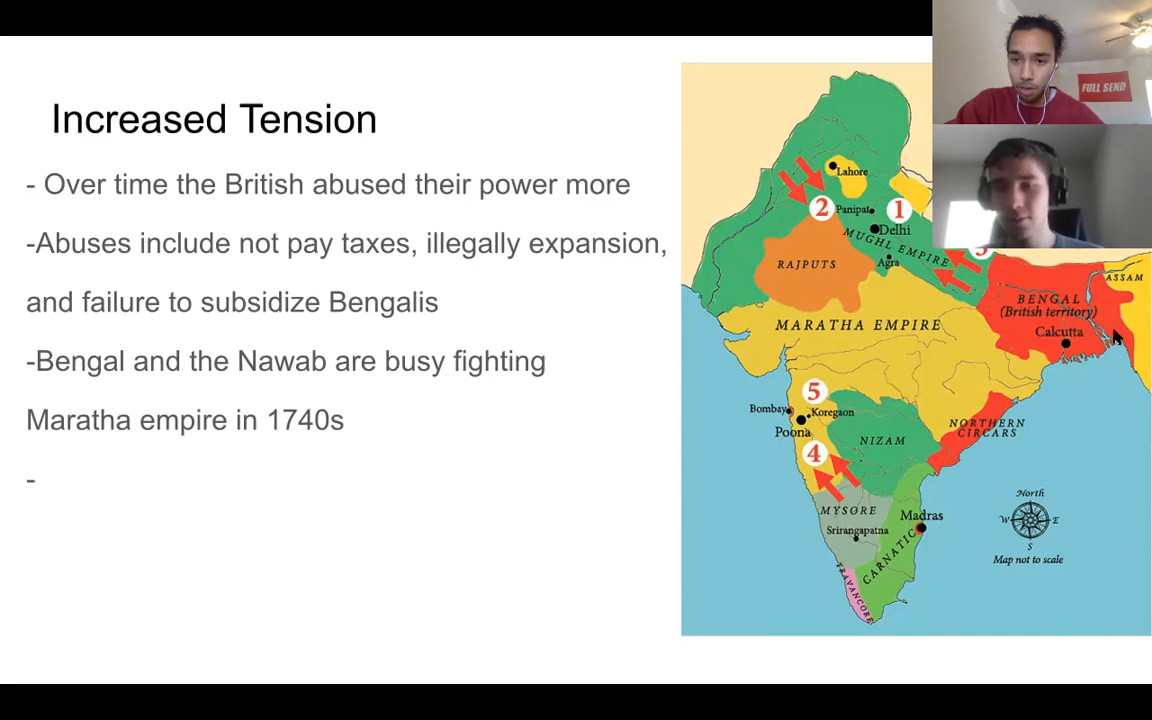 Increased Tension
- Over time the British abused their power more
-Abuses include not pay taxes, illegally expansion,
and failure to subsidize Bengalis
-Bengal and the Nawab are busy fighting
Maratha empire in 1740s
-
FULL SEND
Lahore
2
Panipat
1
Delhi
MUGHL EMPIRE
Agra
RAJPUTS
ASSAM
BENGAL
(British territory)
Calcutta
MARATHA EMPIRE
5
Bombay
Koregaon
Poona
NORTHERN
CIRCARS
NIZAM
4
MYSORE
Madras
Srirangapatna
CARNATIC
TRAVANCORE
North
W E
S
Map not to scale